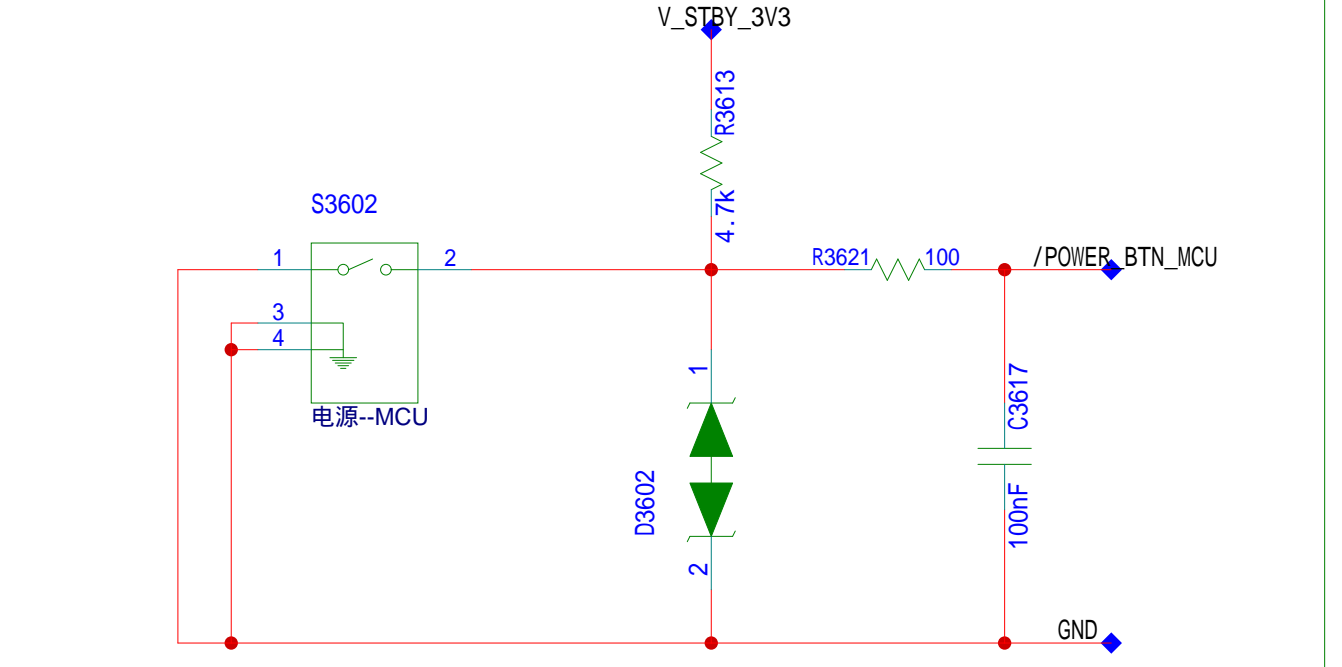 V_STBY_3V3
R3613
4.7k
S3602
1
2
3
4
电源--MCU
R3621
100
/POWER_BTN_MCU
1
D3602
2
C3617
100nF
GND